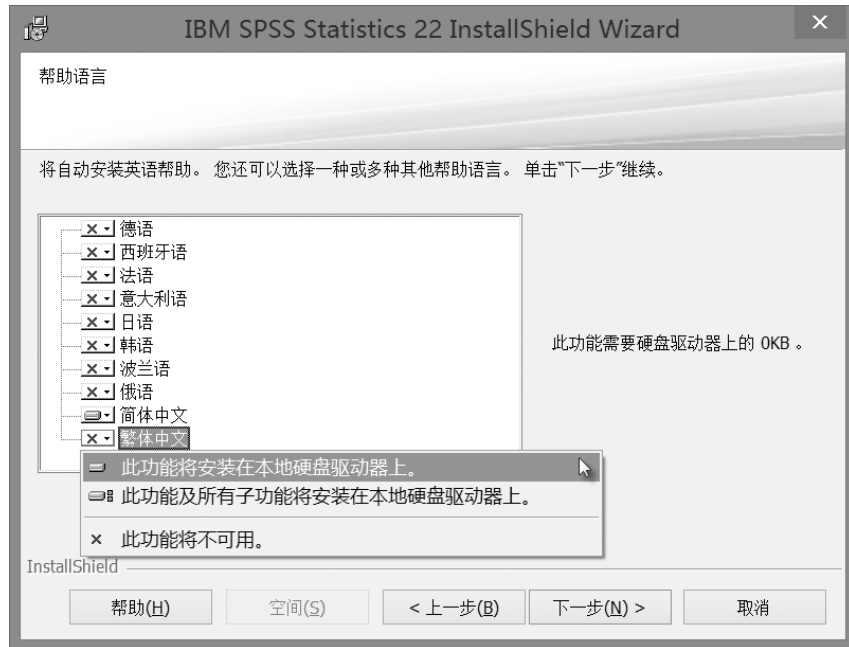 IBM SPSS Statistics 22 InstallShield Wizard
帮助语言
将自动安装英语帮助。 您还可以选择一种或多种其他帮助语言。 单击“下一步”继续。
德语
西班牙语
法语
意大利语
日语
韩语
波兰语
俄语
简体中文
繁体中文
此功能需要硬盘驱动器上的 0KB 。
此功能将安装在本地硬盘驱动器上。
此功能及所有子功能将安装在本地硬盘驱动器上。
此功能将不可用。
InstallShield
帮助(H) 空间(S) < 上一步(B) 下一步(N) > 取消